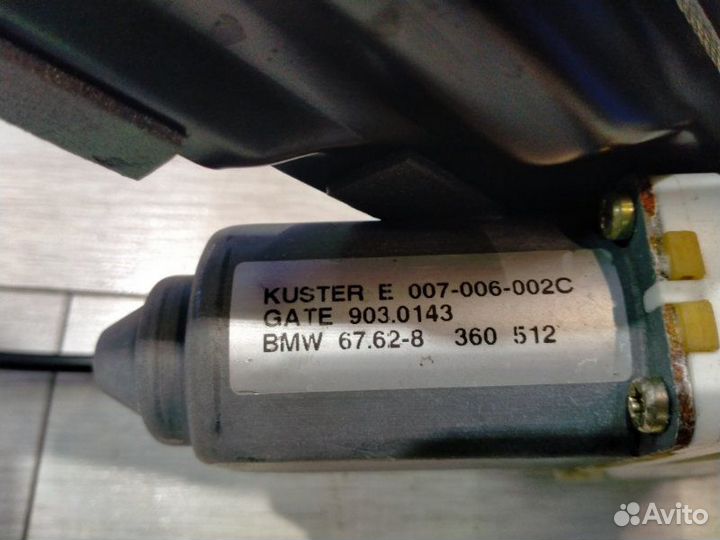 KUSTER E 007-006-002C
GATE 903.0143
BMW 67.62-8 360 512
Avito